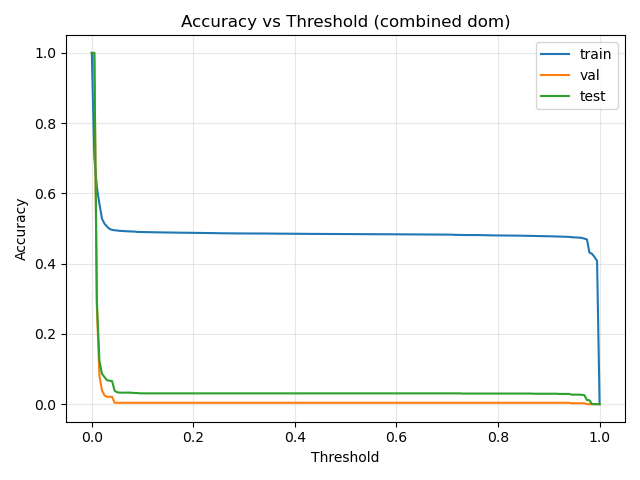 Accuracy vs Threshold (combined dom)
train
val
test
Accuracy
1.0
0.8
0.6
0.4
0.2
0.0
0.0 0.2 0.4 0.6 0.8 1.0
Threshold